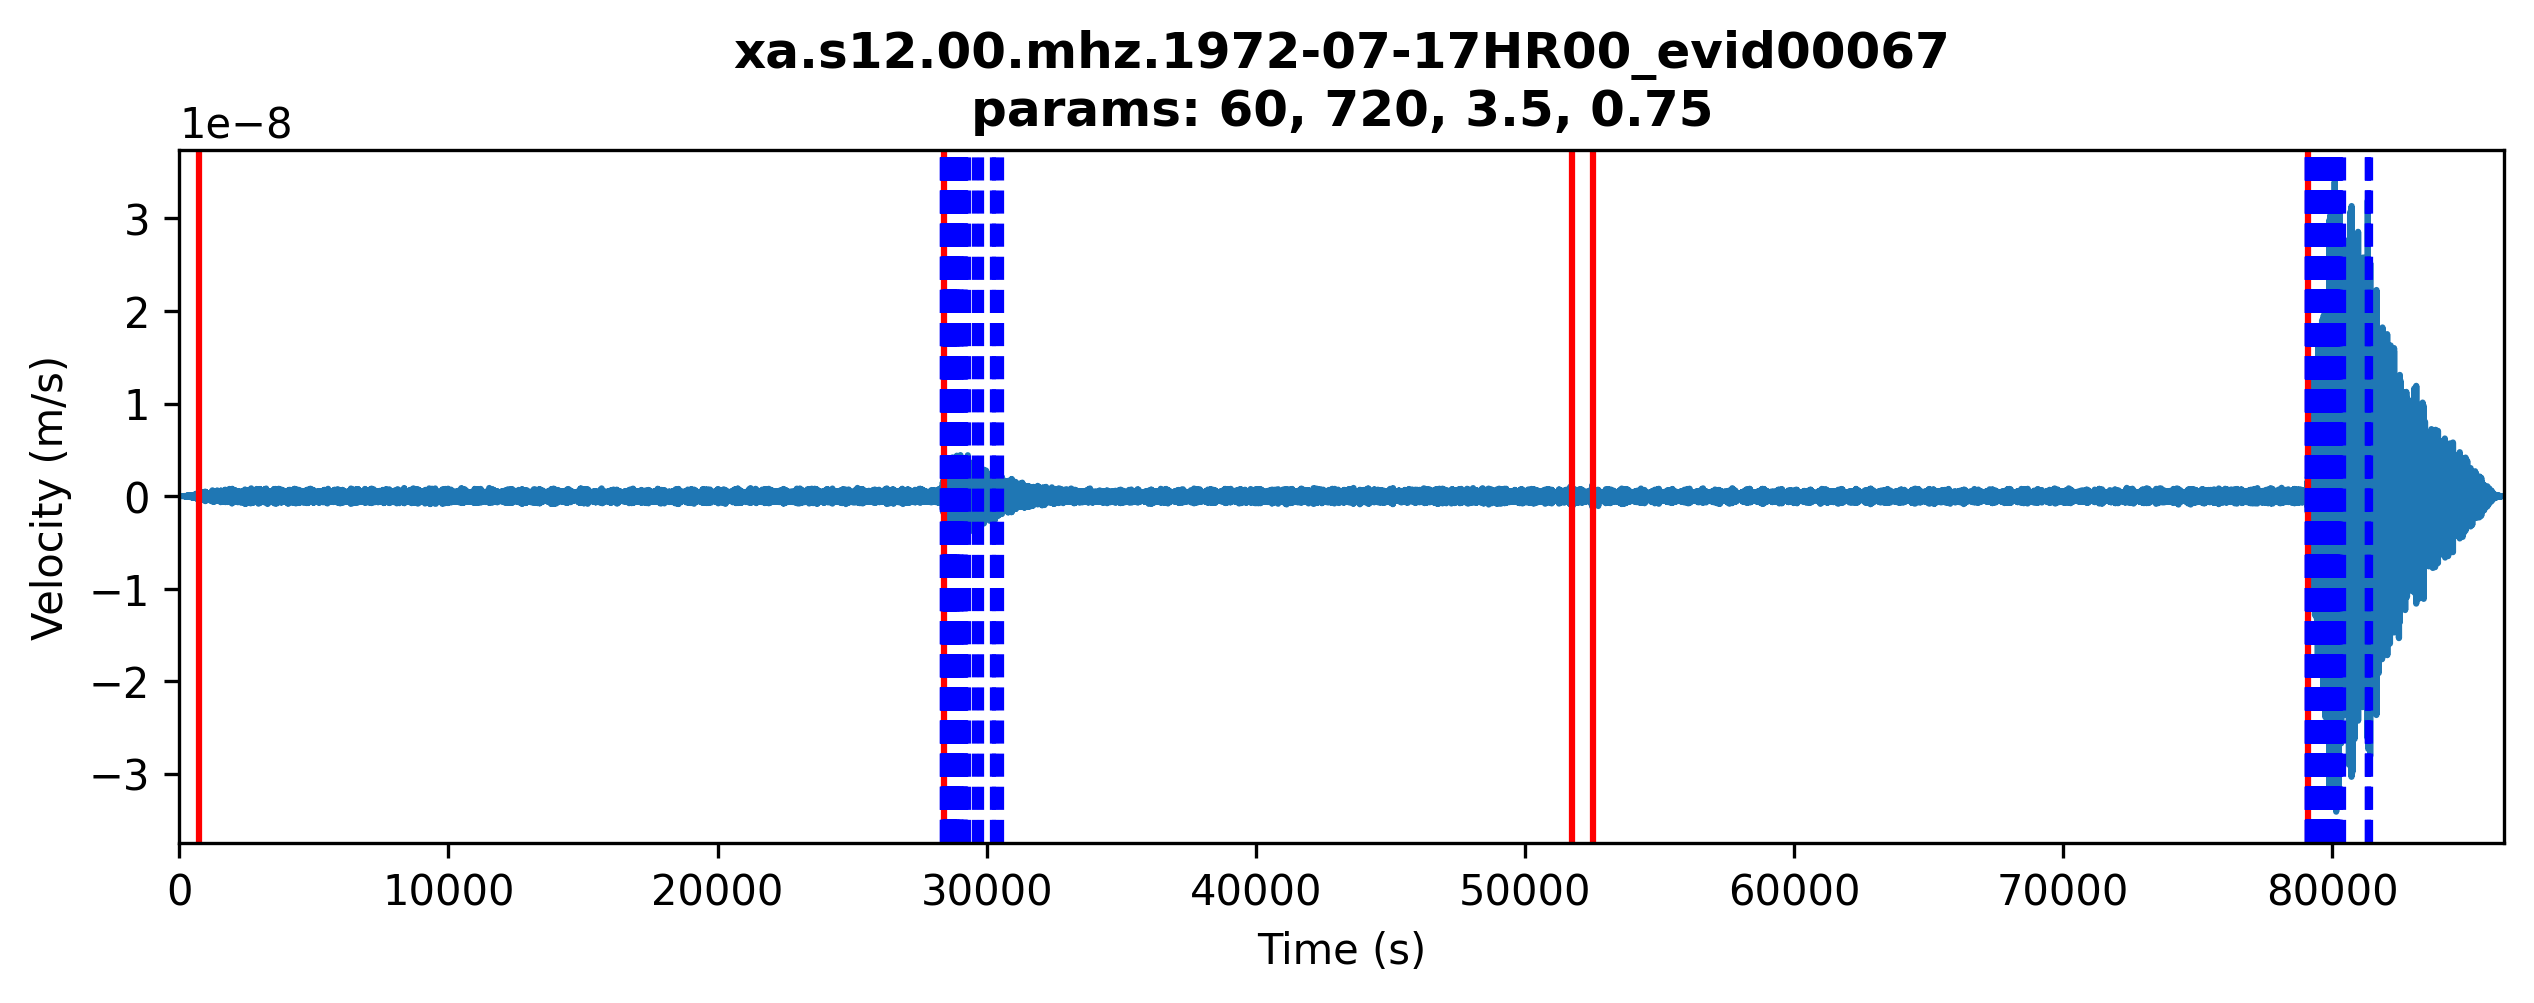 xa.s12.00.mhz.1972-07-17HR00_evid00067
params: 60, 720, 3.5, 0.75
1e−8
3
2
1
0
−1
−2
−3
Velocity (m/s)
0 10000 20000 30000 40000 50000 60000 70000 80000
Time (s)